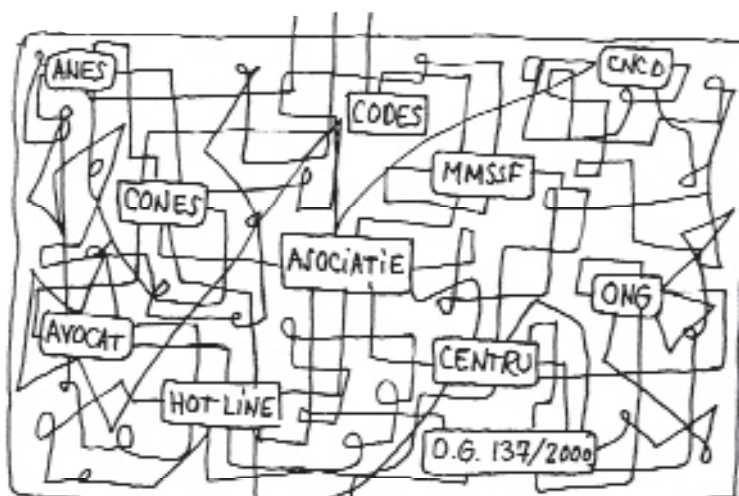 ANES
CNCD
CODES
MMSSF
CONES
ASOCiATiE
ONG
AVOCAT
CENTRU
HOT LiNE
O.G. 137/2000